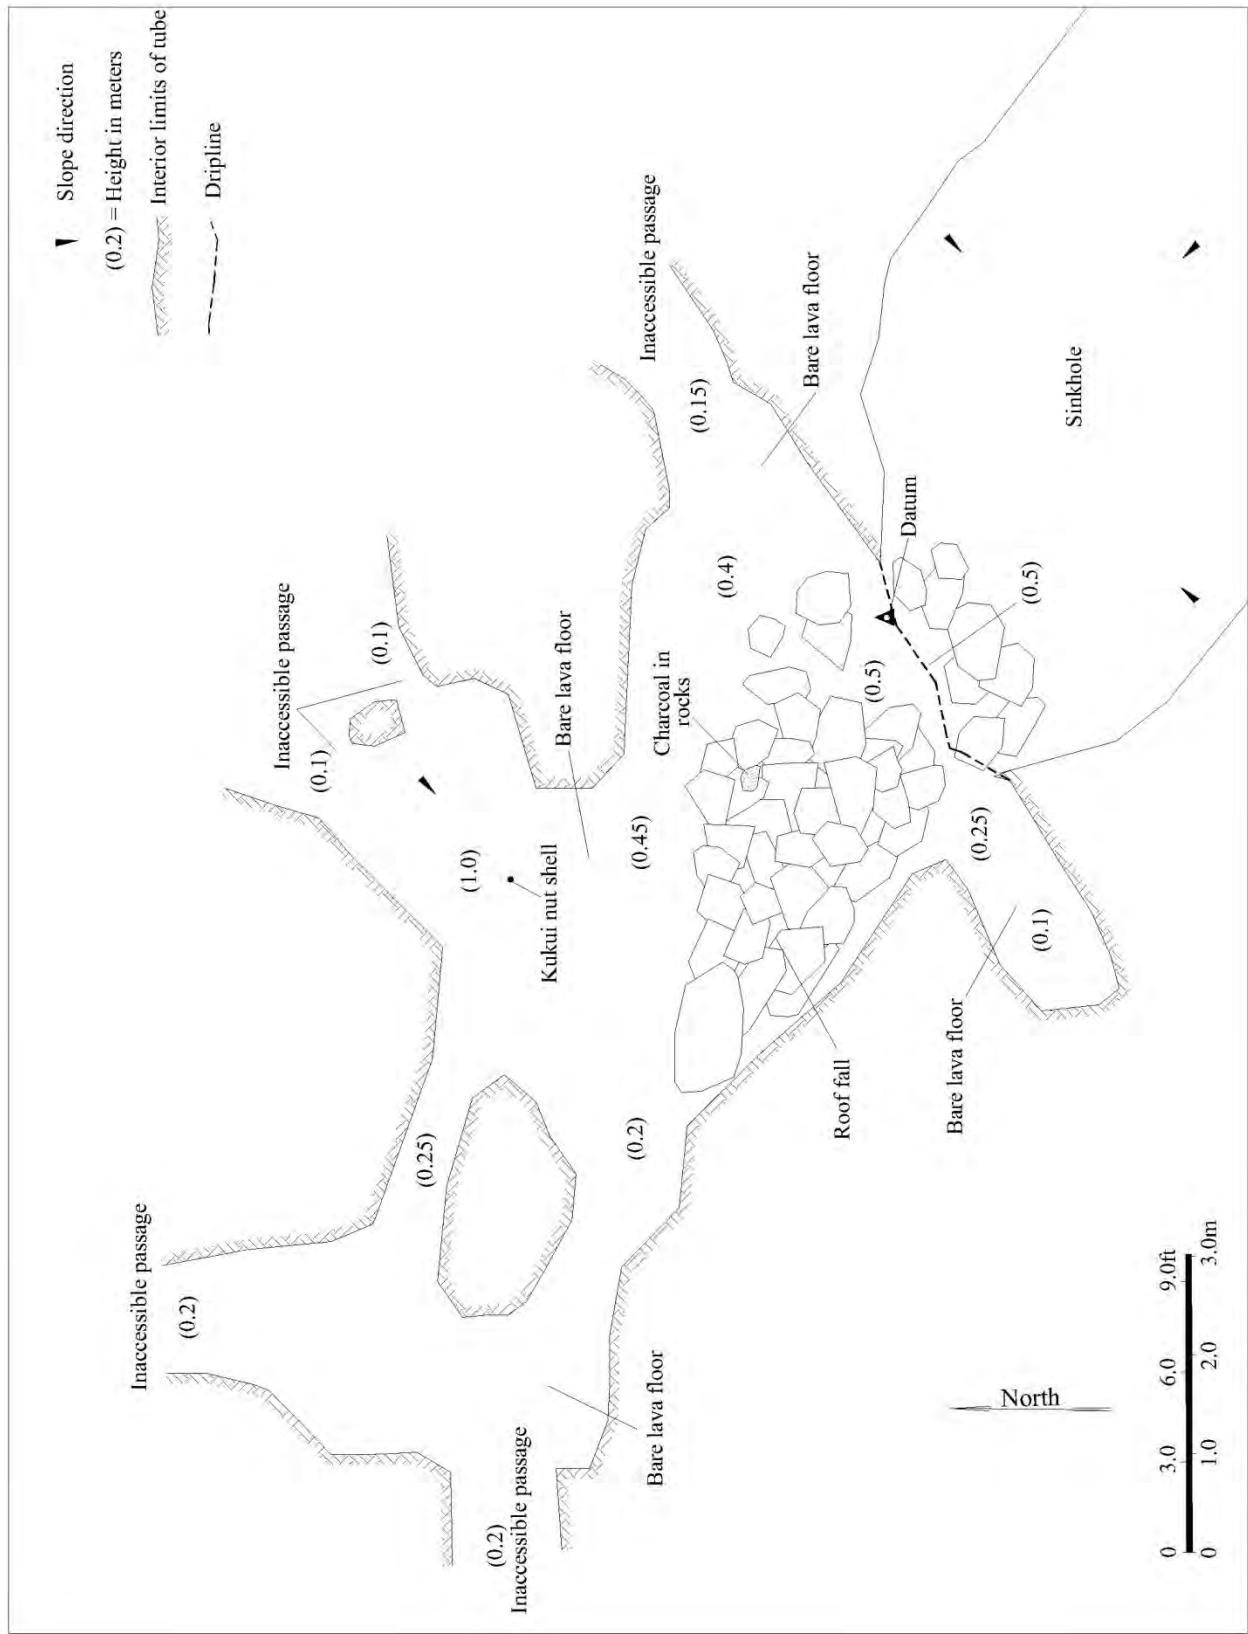 Slope direction
(0.2) = Height in meters
Interior limits of tube
Dripline
Inaccessible passage
(0.2)
Inaccessible passage
(0.1)
(0.1)
(0.25)
(1.0)
Kukui nut shell
(0.2)
Inaccessible passage
Bare lava floor
Bare lava floor
(0.2)
(0.45)
Inaccessible passage
(0.15)
Bare lava floor
(0.4)
Charcoal in
rocks
(0.5)
Datum
(0.5)
Roof fall
(0.25)
(0.1)
Bare lava floor
Sinkhole
North
0 3.0 6.0 9.0ft
0 1.0 2.0 3.0m